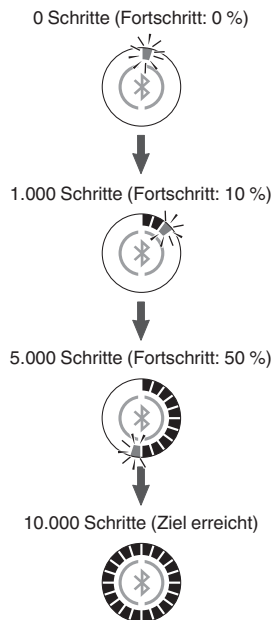 0 Schritte (Fortschritt: 0 %)
1.000 Schritte (Fortschritt: 10 %)
5.000 Schritte (Fortschritt: 50 %)
10.000 Schritte (Ziel erreicht)